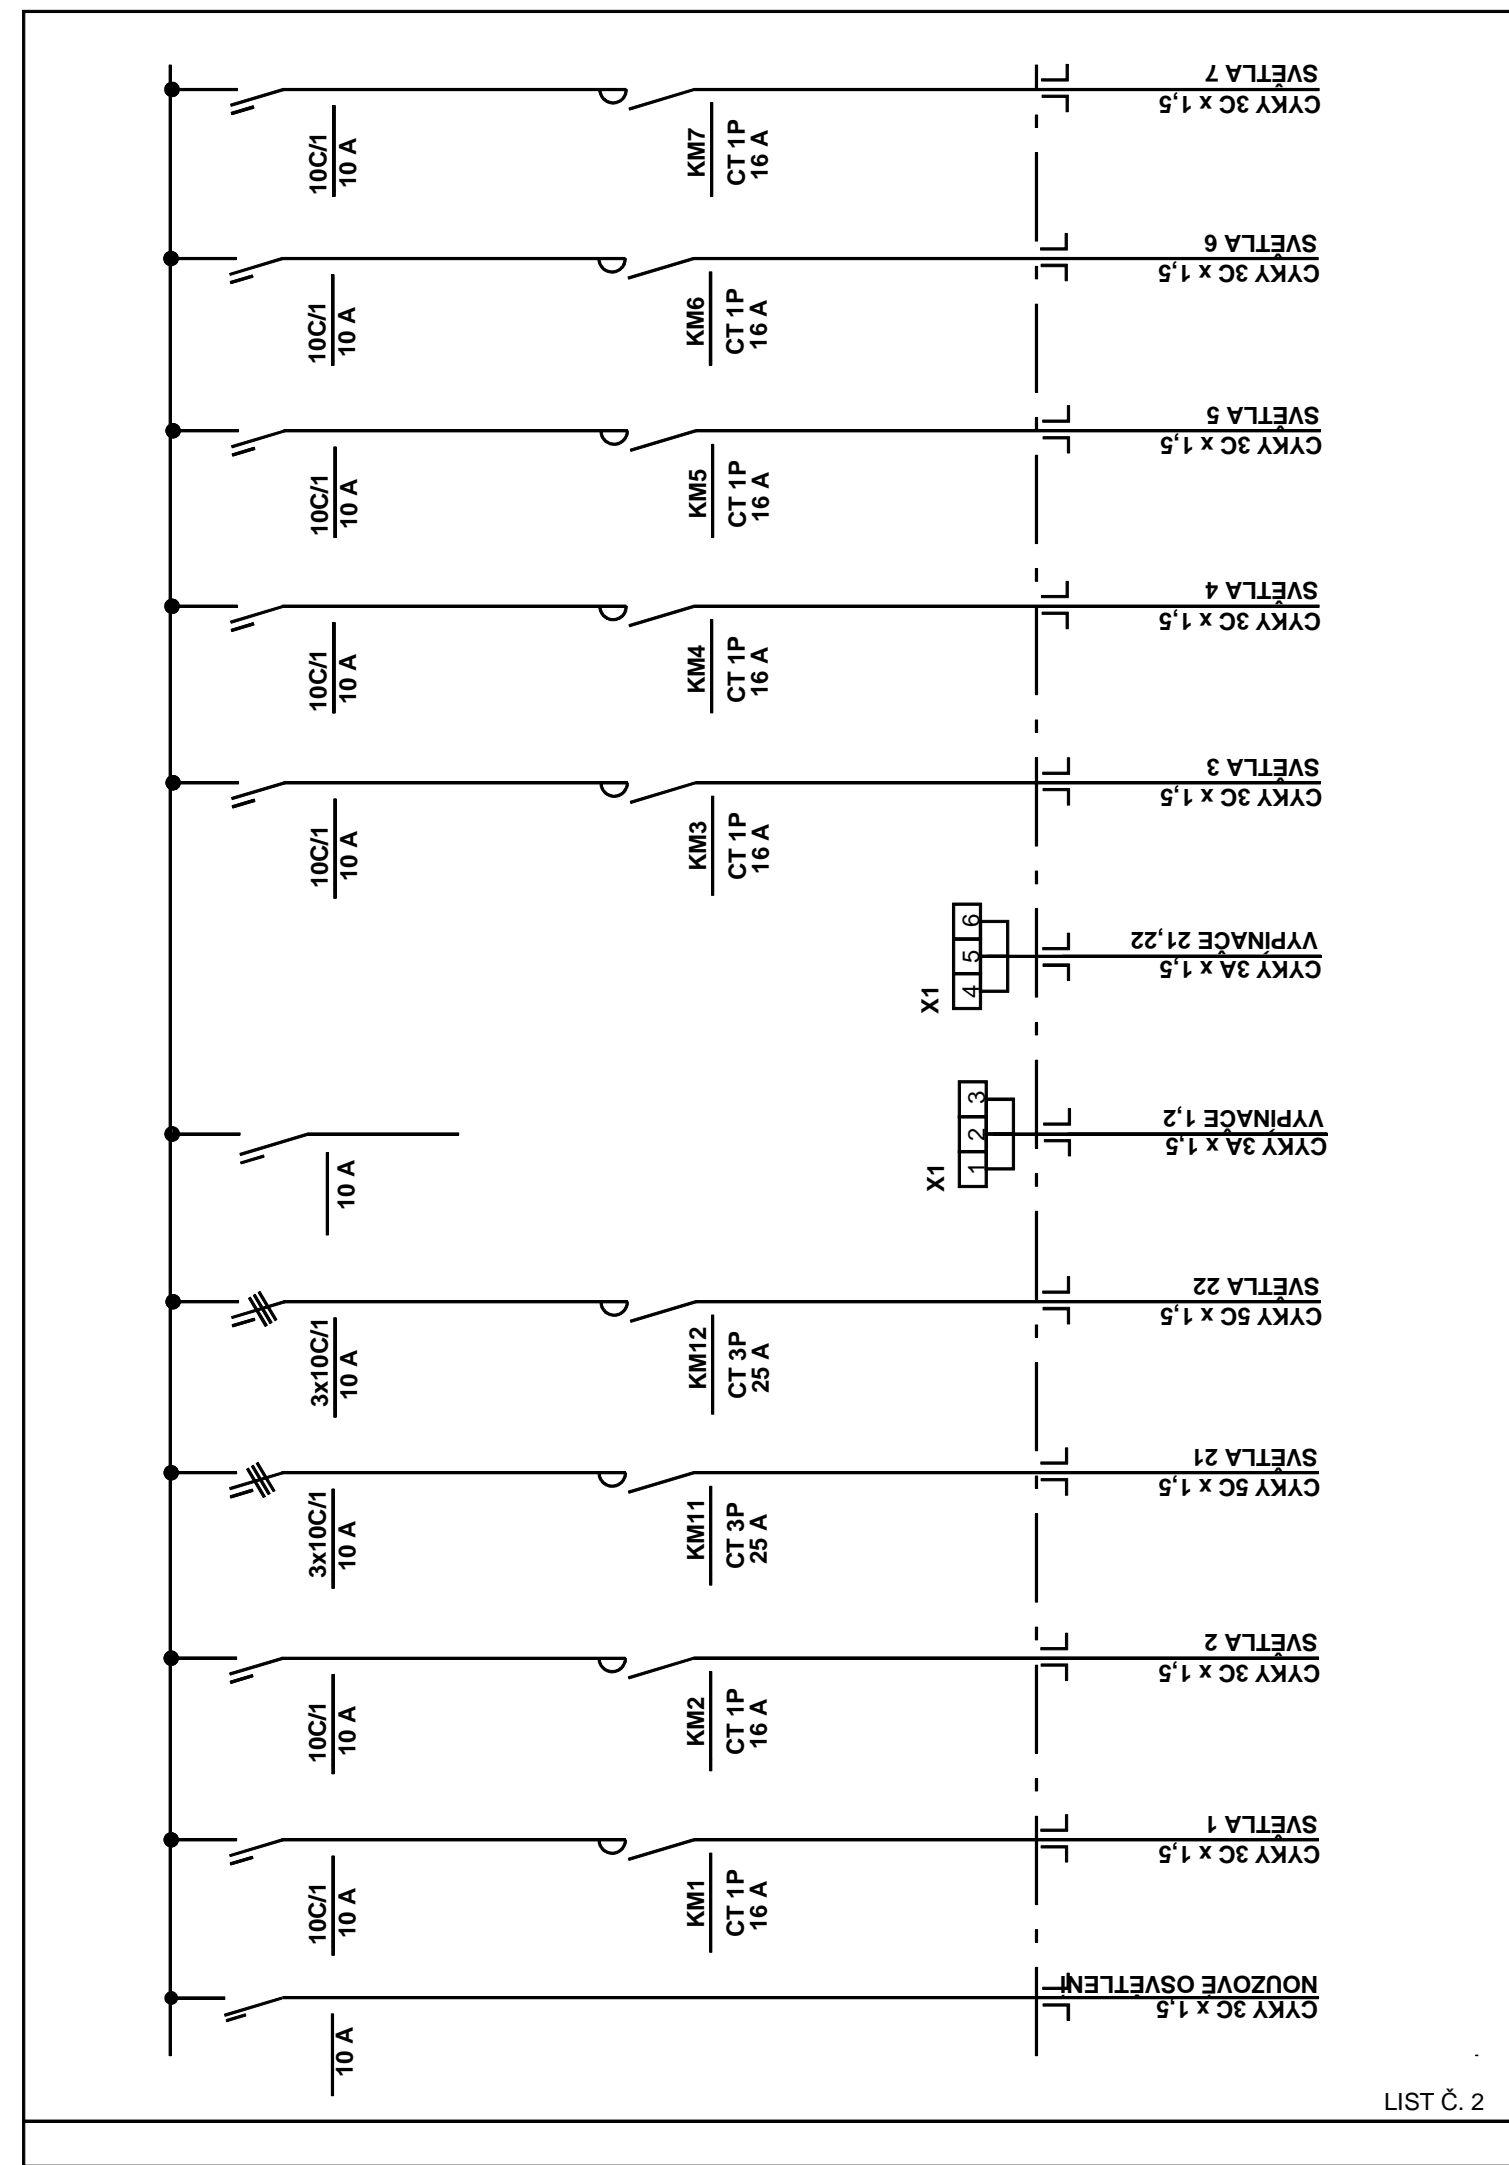 SVĚTLA 7
CYKY 3C x 1,5
10C/1
10 A
KM7
CT 1P
16 A
SVĚTLA 6
CYKY 3C x 1,5
10C/1
10 A
KM6
CT 1P
16 A
SVĚTLA 5
CYKY 3C x 1,5
10C/1
10 A
KM5
CT 1P
16 A
SVĚTLA 4
CYKY 3C x 1,5
10C/1
10 A
KM4
CT 1P
16 A
SVĚTLA 3
CYKY 3C x 1,5
10C/1
10 A
KM3
CT 1P
16 A
X1
4 5 6
VYPÍNAČE 21,22
CYKY 3A x 1,5
10 A
X1
1 2 3
VYPÍNAČE 1,2
CYKY 3A x 1,5
SVĚTLA 22
CYKY 5C x 1,5
3x10C/1
10 A
KM12
CT 3P
25 A
SVĚTLA 21
CYKY 5C x 1,5
3x10C/1
10 A
KM11
CT 3P
25 A
SVĚTLA 2
CYKY 3C x 1,5
10C/1
10 A
KM2
CT 1P
16 A
SVĚTLA 1
CYKY 3C x 1,5
10C/1
10 A
KM1
CT 1P
16 A
NOUZOVÉ OSVĚTLENÍ
CYKY 3C x 1,5
10 A
LIST Č. 2